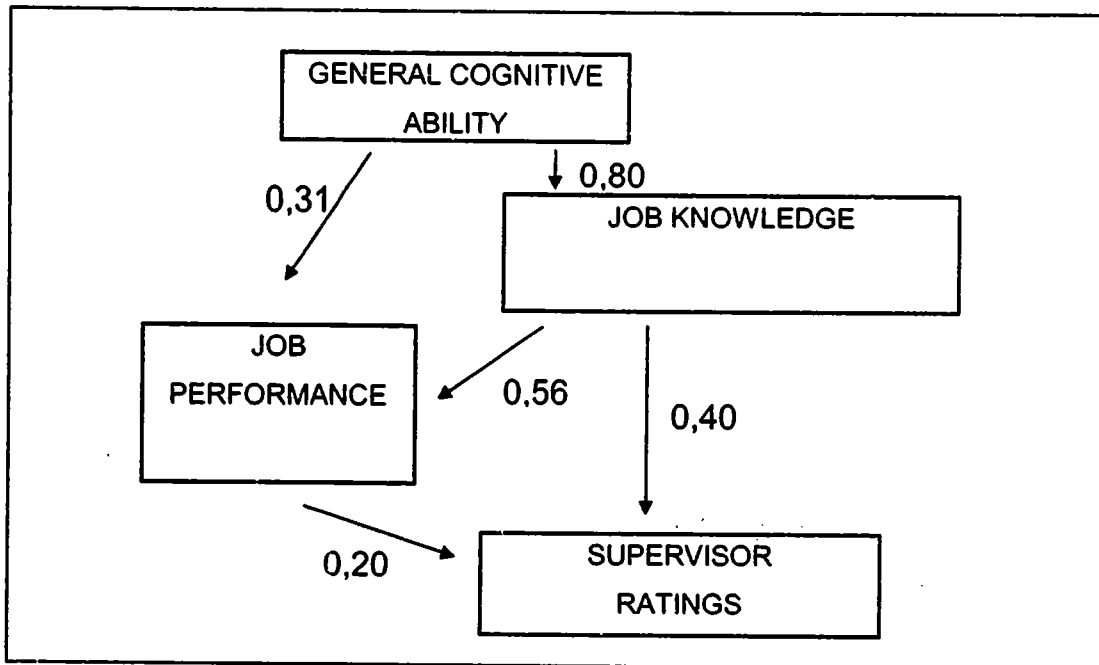 GENERAL COGNITIVE
ABILITY
0,31
0,80
JOB KNOWLEDGE
JOB
PERFORMANCE
0,56
0,40
0,20
SUPERVISOR
RATINGS